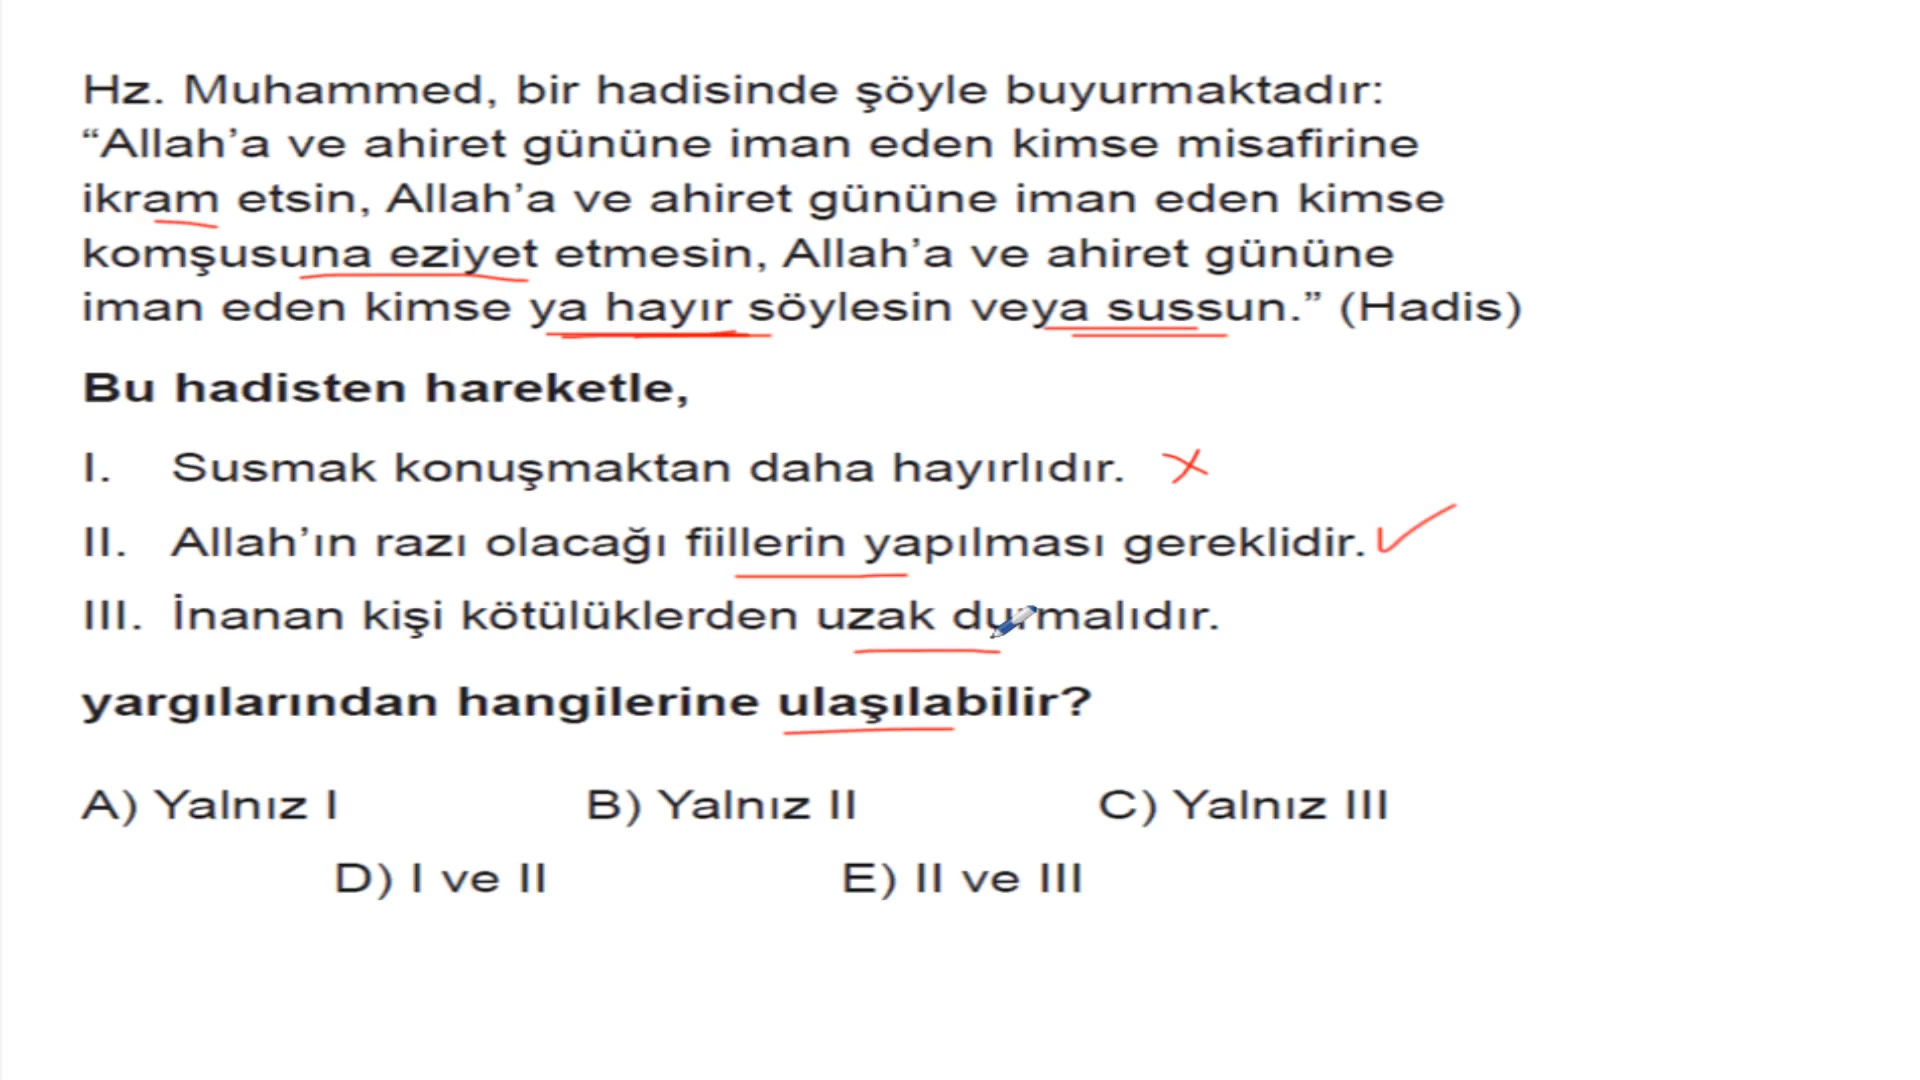 Hz. Muhammed, bir hadisinde şöyle buyurmaktadır:
“Allah’a ve ahiret gününe iman eden kimse misafirine
ikram etsin, Allah’a ve ahiret gününe iman eden kimse
komşusuna eziyet etmesin, Allah’a ve ahiret gününe
iman eden kimse ya hayır söylesin veya sussun.” (Hadis)
Bu hadisten hareketle,
I. Susmak konuşmaktan daha hayırlıdır.
II. Allah’ın razı olacağı fiillerin yapılması gereklidir.
III. İnanan kişi kötülüklerden uzak durmalıdır.
yargılarından hangilerine ulaşılabilir?
A) Yalnız I B) Yalnız II C) Yalnız III
D) I ve II E) II ve III